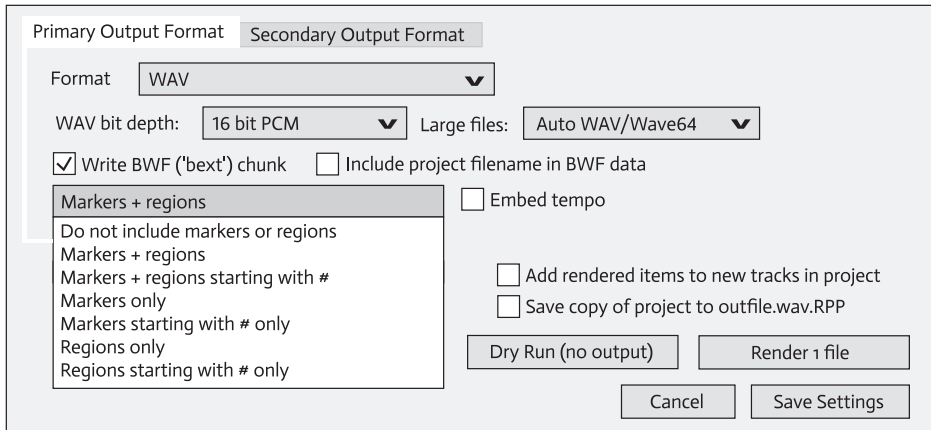 Primary Output Format Secondary Output Format
Format WAV
WAV bit depth: 16 bit PCM Large files: Auto WAV/Wave64
Write BWF ('bext') chunk Include project filename in BWF data
Markers + regions Embed tempo
Do not include markers or regions
Markers + regions
Markers + regions starting with # Add rendered items to new tracks in project
Markers only
Markers starting with # only Save copy of project to outfile.wav.RPP
Regions only Dry Run (no output) Render 1 file
Regions starting with # only
Cancel Save Settings